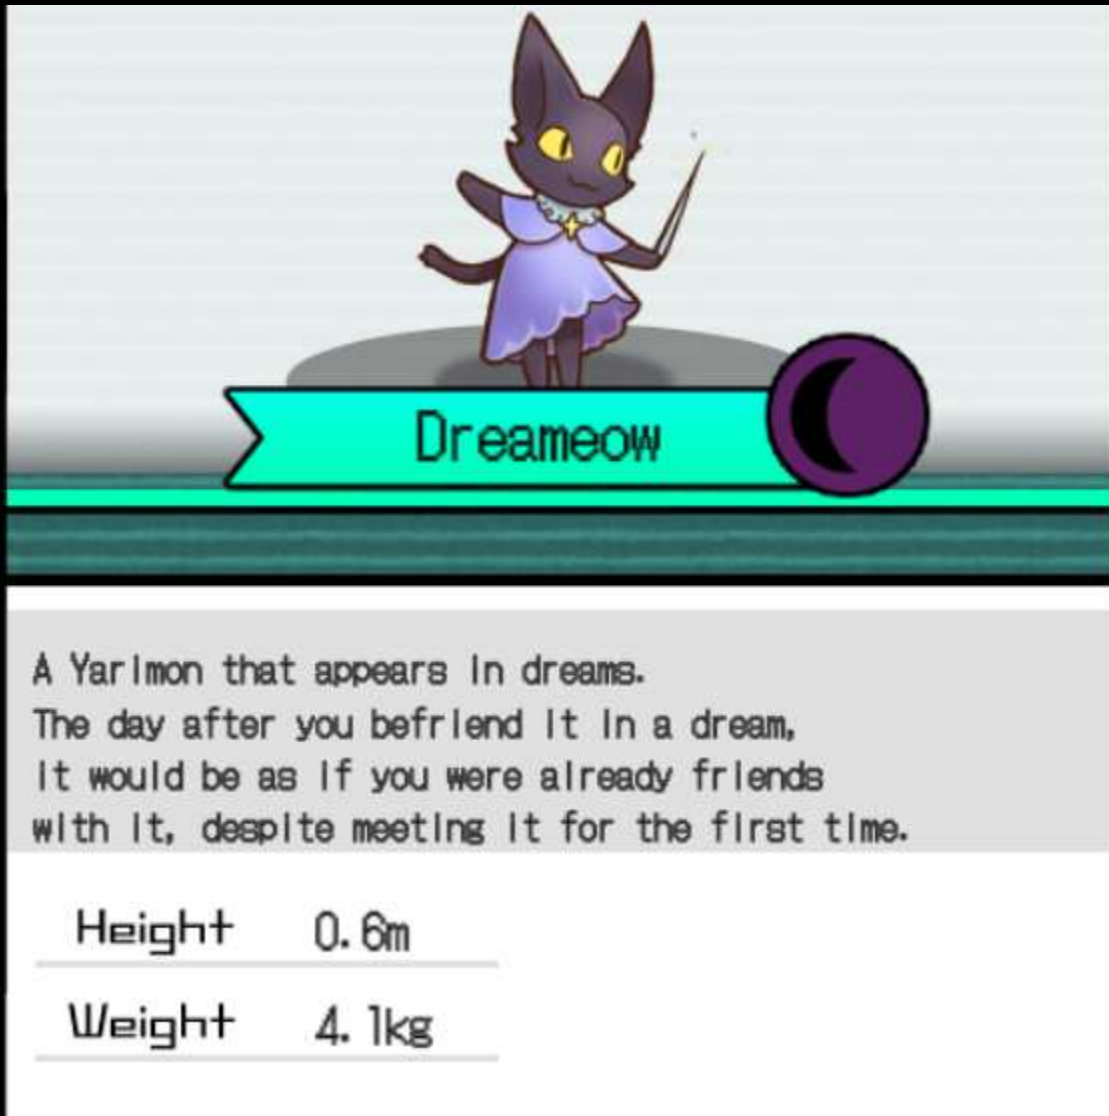 Dreameow
A Yarimon that appears in dreams.
The day after you befriend it in a dream,
it would be as if you were already friends
with it, despite meeting it for the first time.
Height 0.6m
Weight 4.1kg